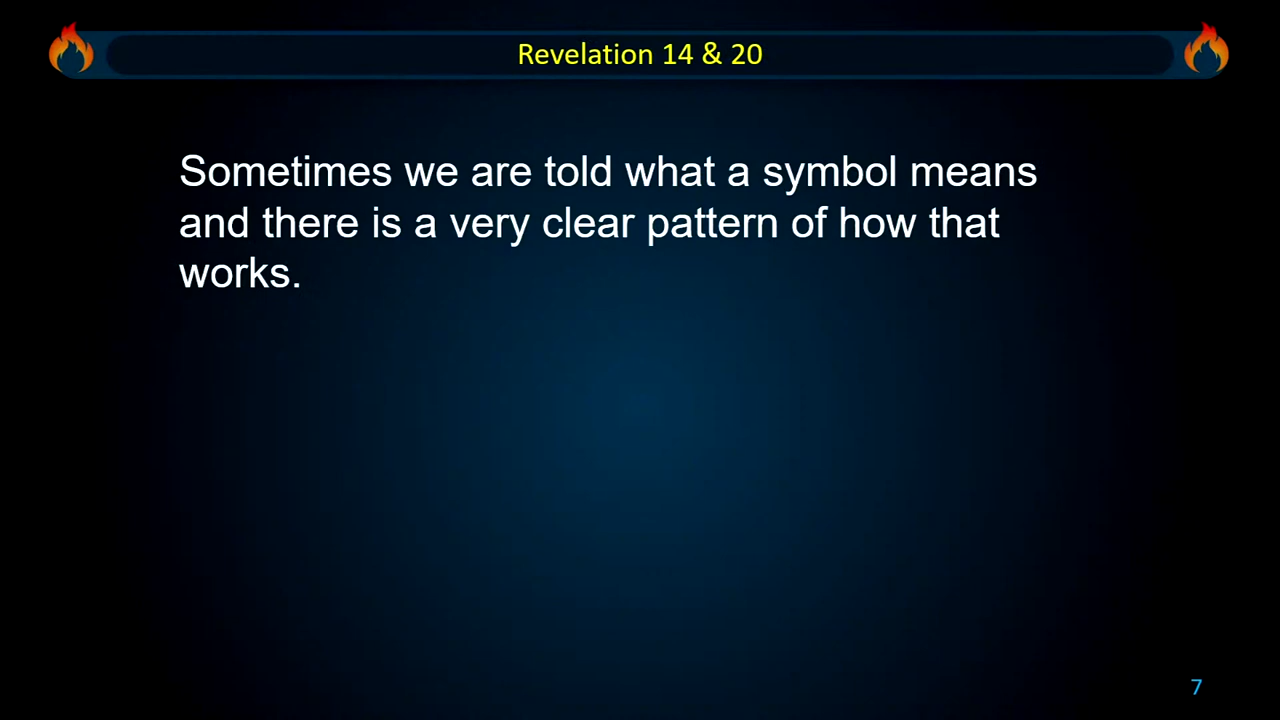 Revelation 14 & 20
Sometimes we are told what a symbol means
and there is a very clear pattern of how that
works.
7